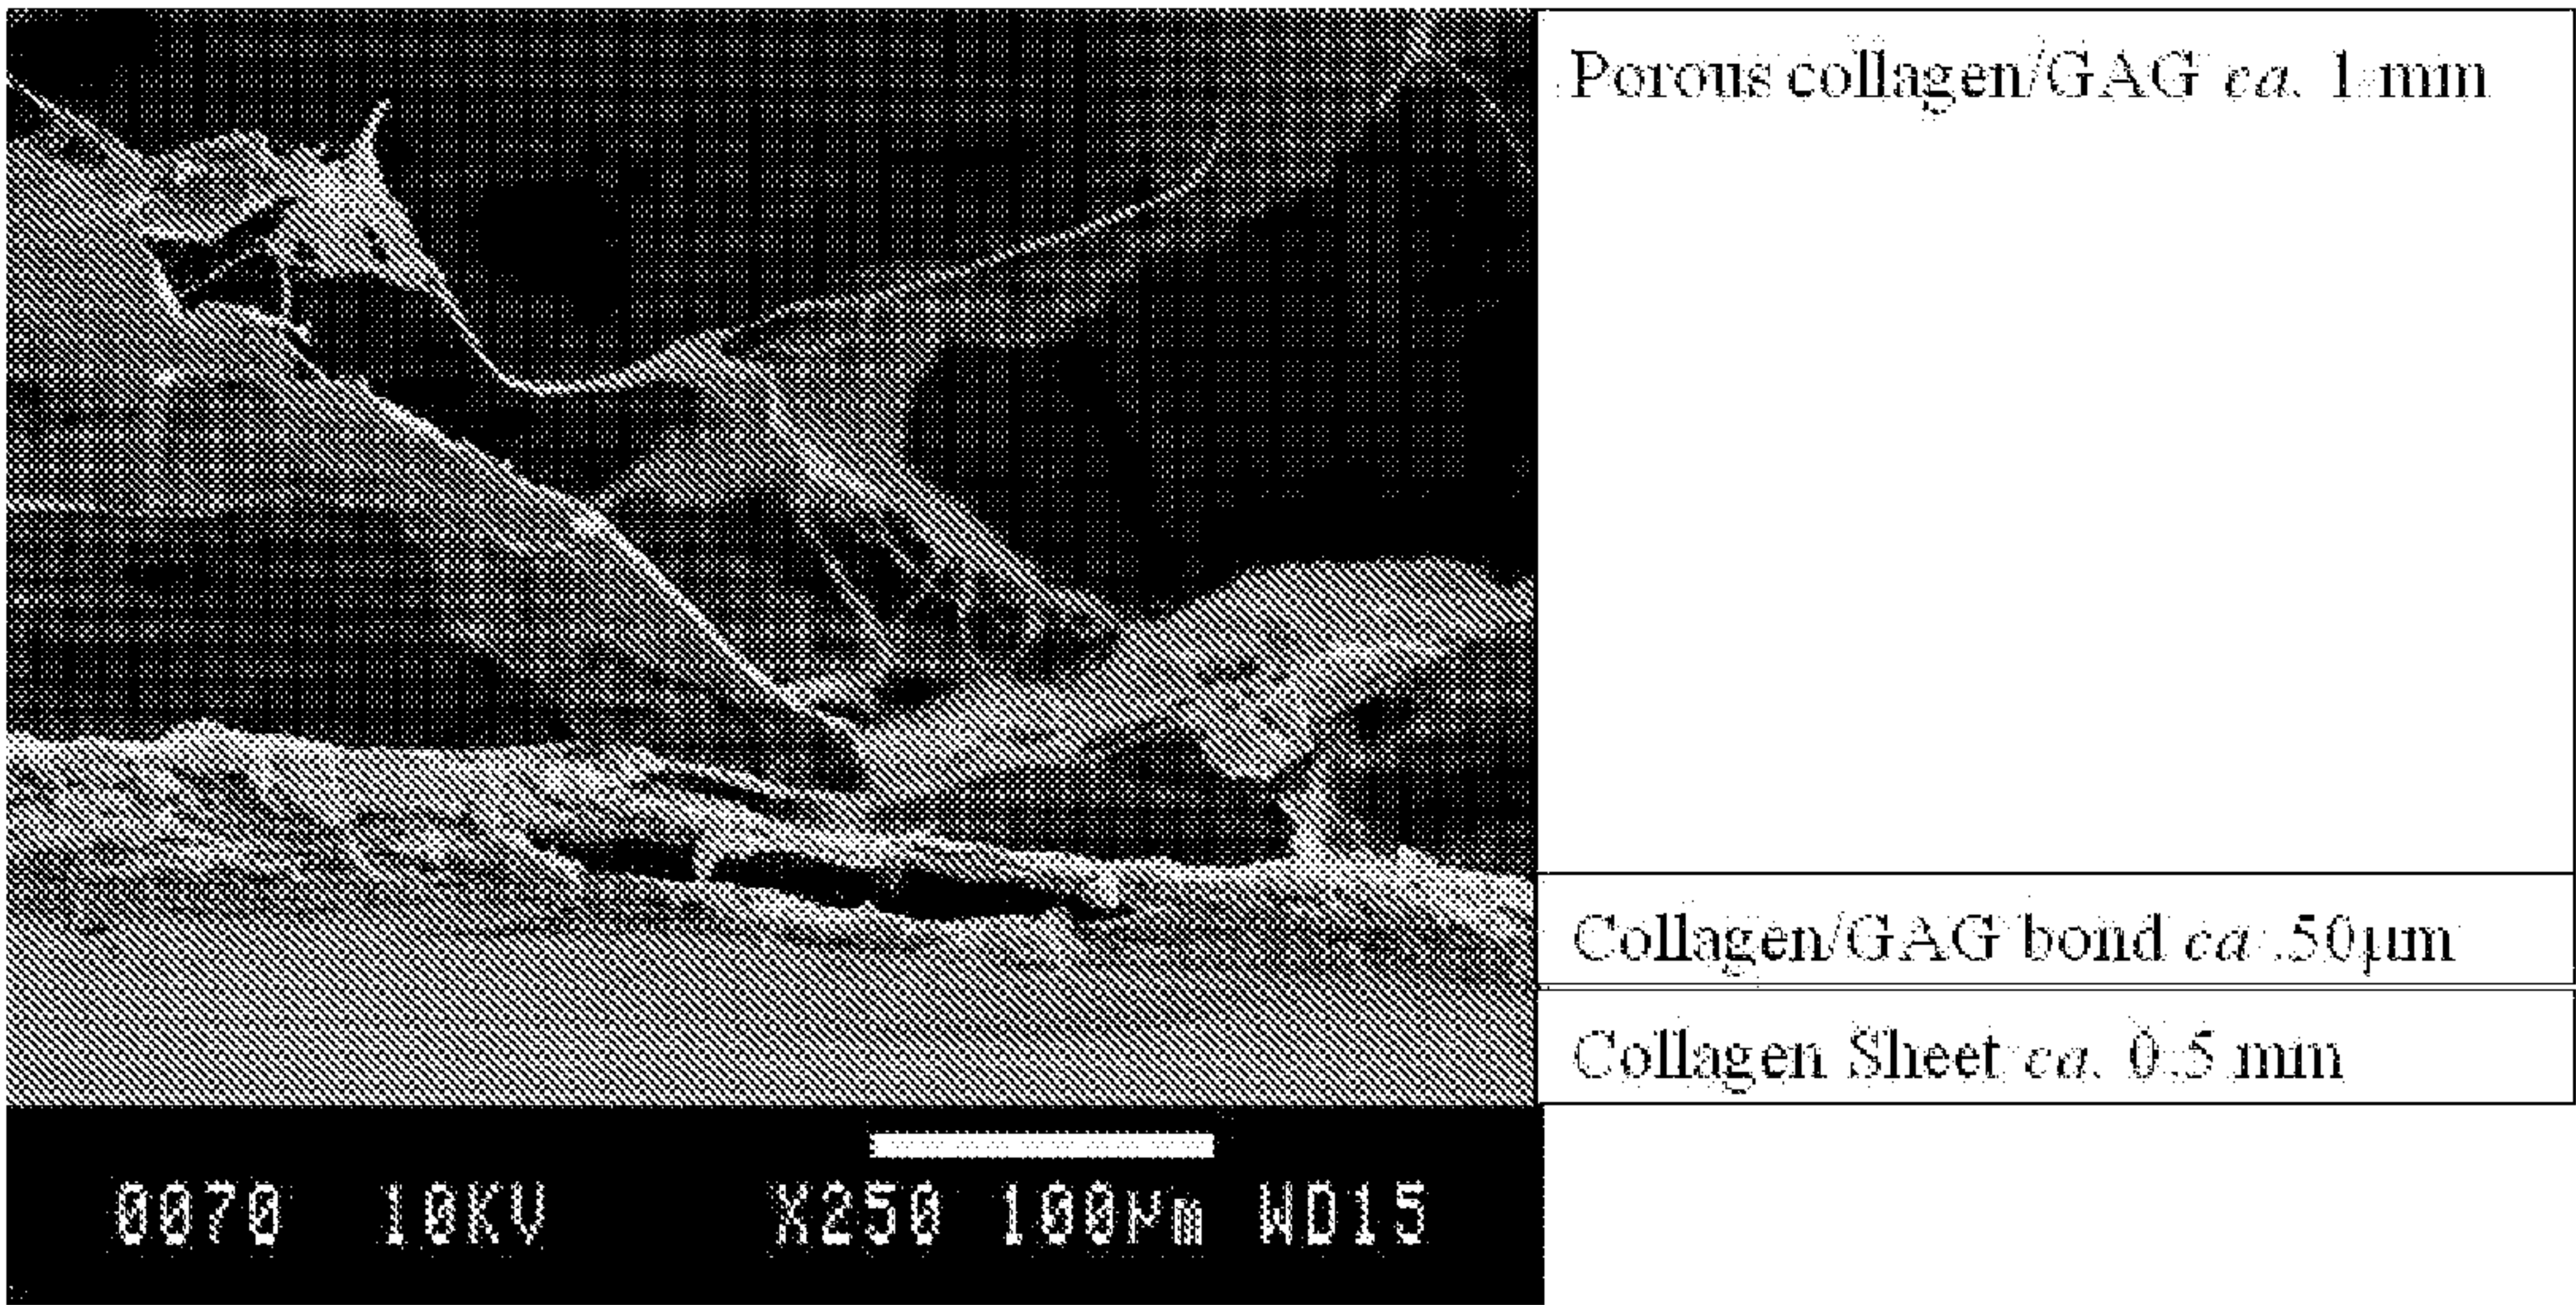 Porous collagen/GAG ca. 1 mm
Collagen/GAG bond ca. 50µm
Collagen Sheet ca. 0.5 mm
0070 10KV X250 100µm WD15